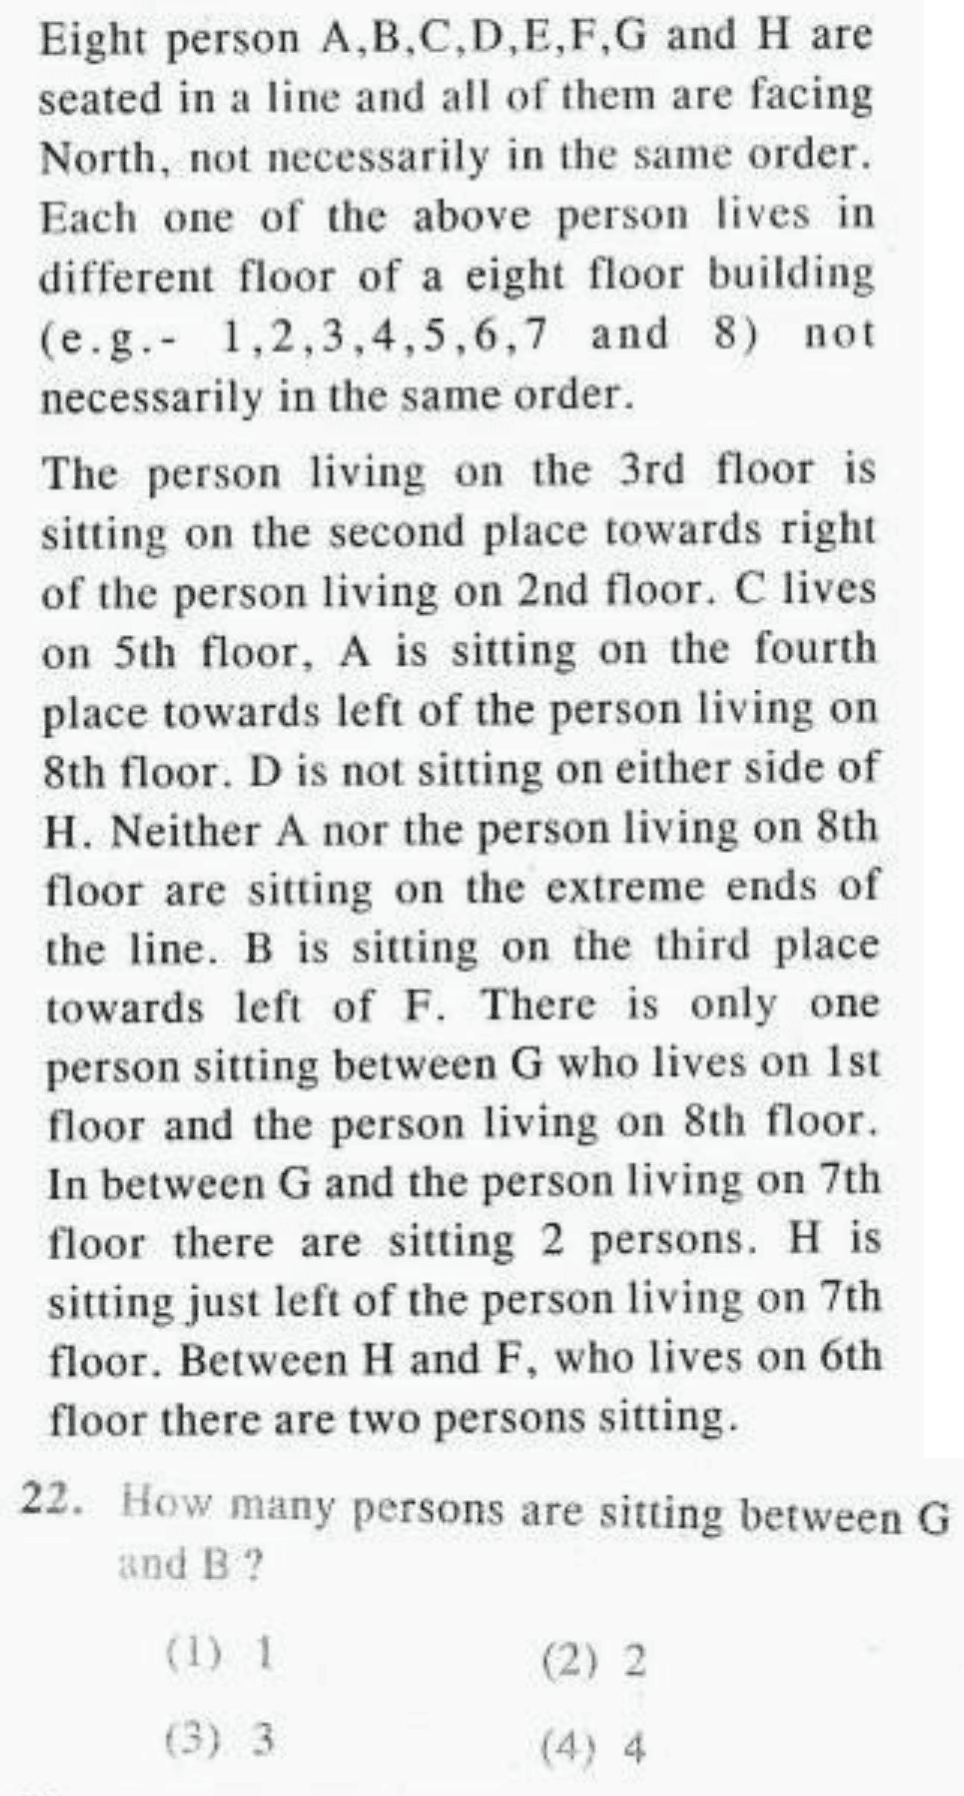 Eight person A,B,C,D,E,F,G and H are
seated in a line and all of them are facing
North, not necessarily in the same order.
Each one of the above person lives in
different floor of a eight floor building
(e.g.- 1,2,3,4,5,6,7 and 8) not
necessarily in the same order.
The person living on the 3rd floor is
sitting on the second place towards right
of the person living on 2nd floor. C lives
on 5th floor, A is sitting on the fourth
place towards left of the person living on
8th floor. D is not sitting on either side of
H. Neither A nor the person living on 8th
floor are sitting on the extreme ends of
the line. B is sitting on the third place
towards left of F. There is only one
person sitting between G who lives on 1st
floor and the person living on 8th floor.
In between G and the person living on 7th
floor there are sitting 2 persons. H is
sitting just left of the person living on 7th
floor. Between H and F, who lives on 6th
floor there are two persons sitting.
22. How many persons are sitting between G
and B ?
(1) 1 (2) 2
(3) 3 (4) 4